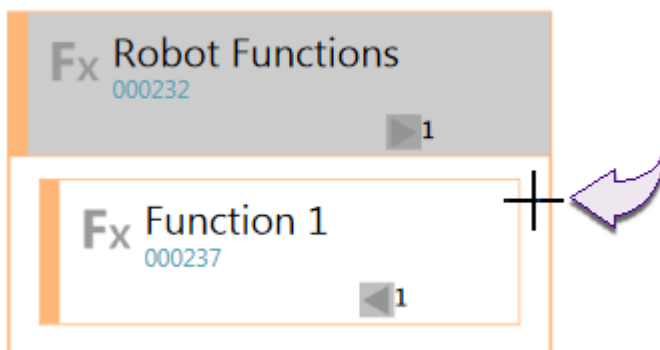 Fx Robot Functions
000232
1
Fx Function 1
000237
1